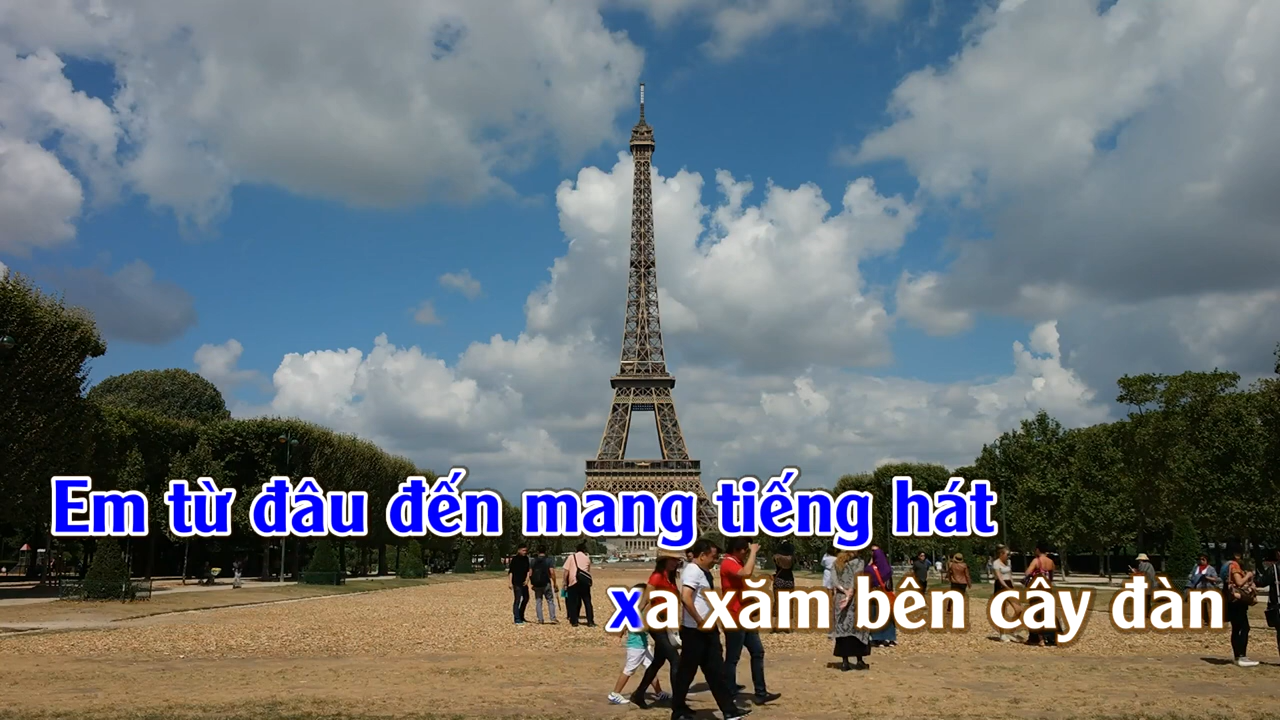 Em từ đâu đến mang tiếng hát
xa xăm bên cây đàn